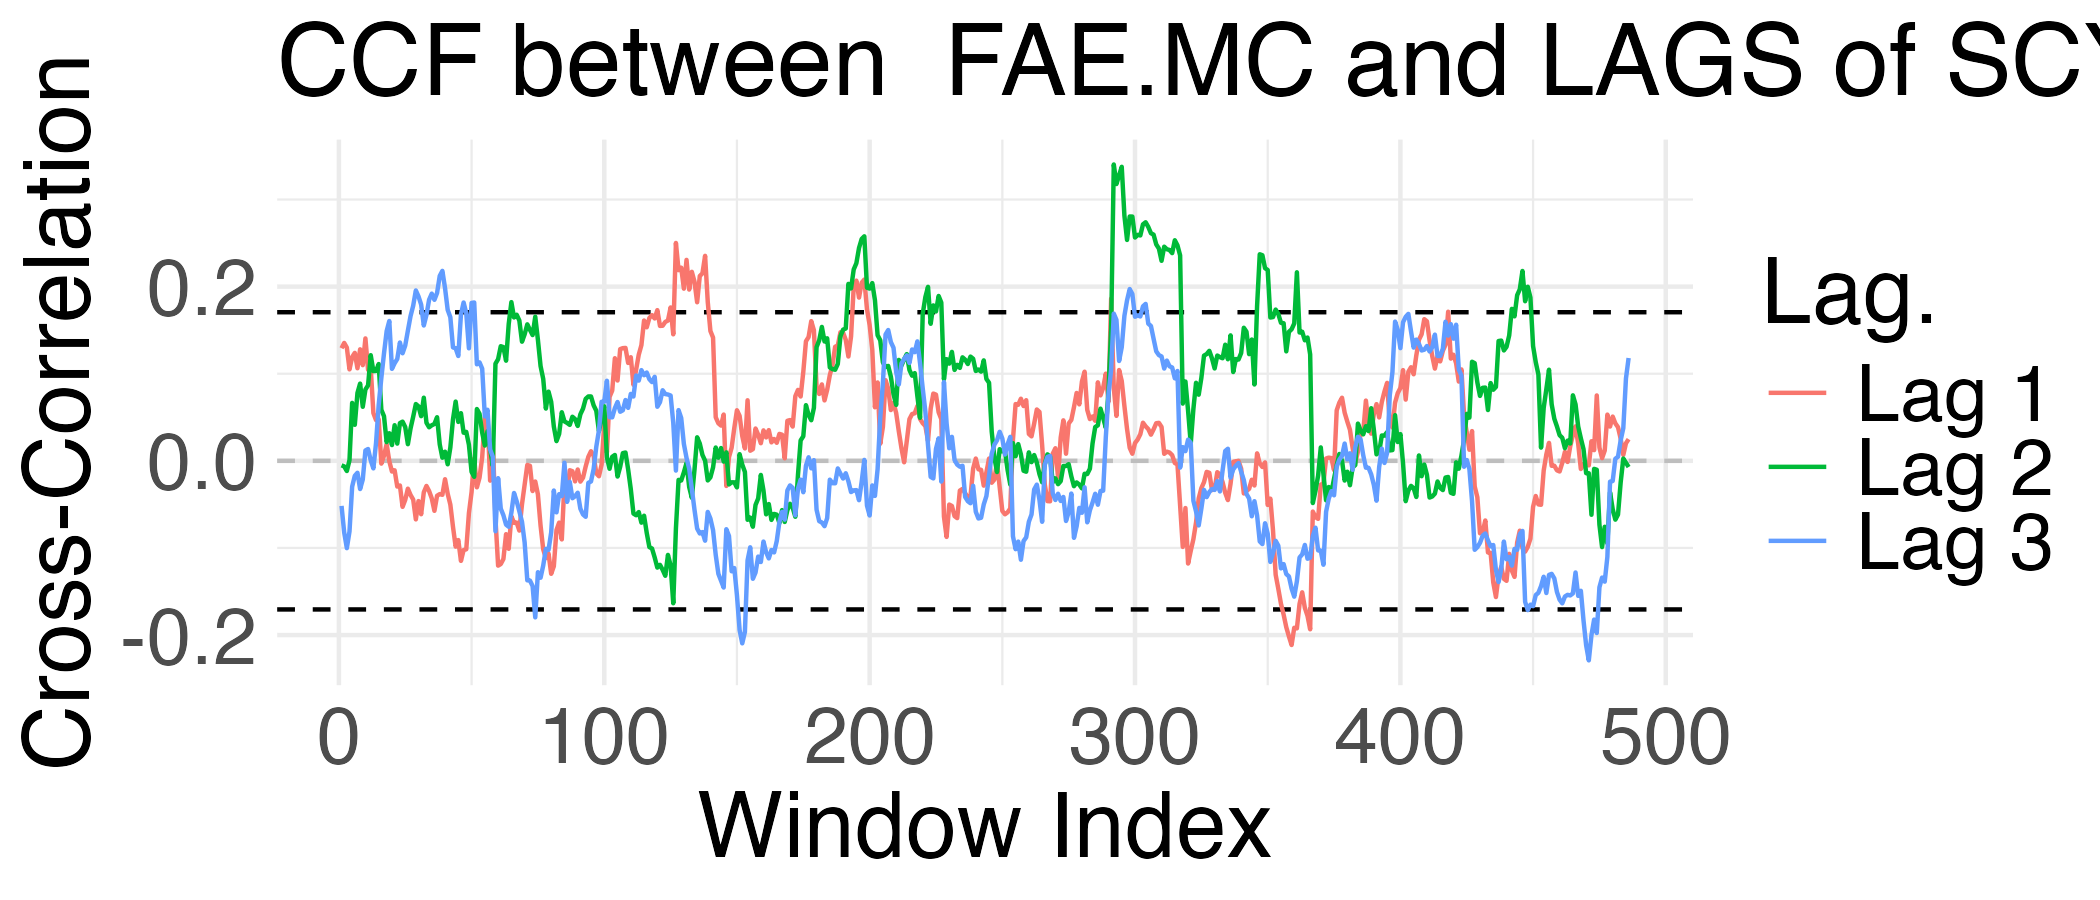 CCF between FAE.MC and LAGS of
Cross-Correlation
0.2
0.0
-0.2
0
100
200
300
400
500
Window Index
Lag.
Lag 1
Lag 2
Lag 3